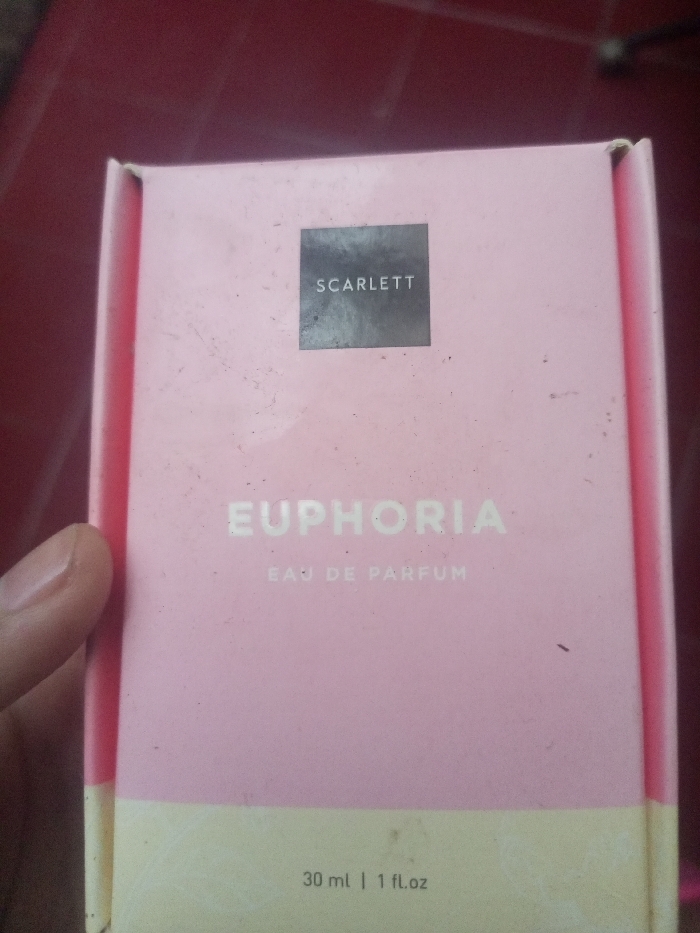 SCARLETT
EUPHORIA
EAU DE PARFUM
30 ml | 1 fl.oz